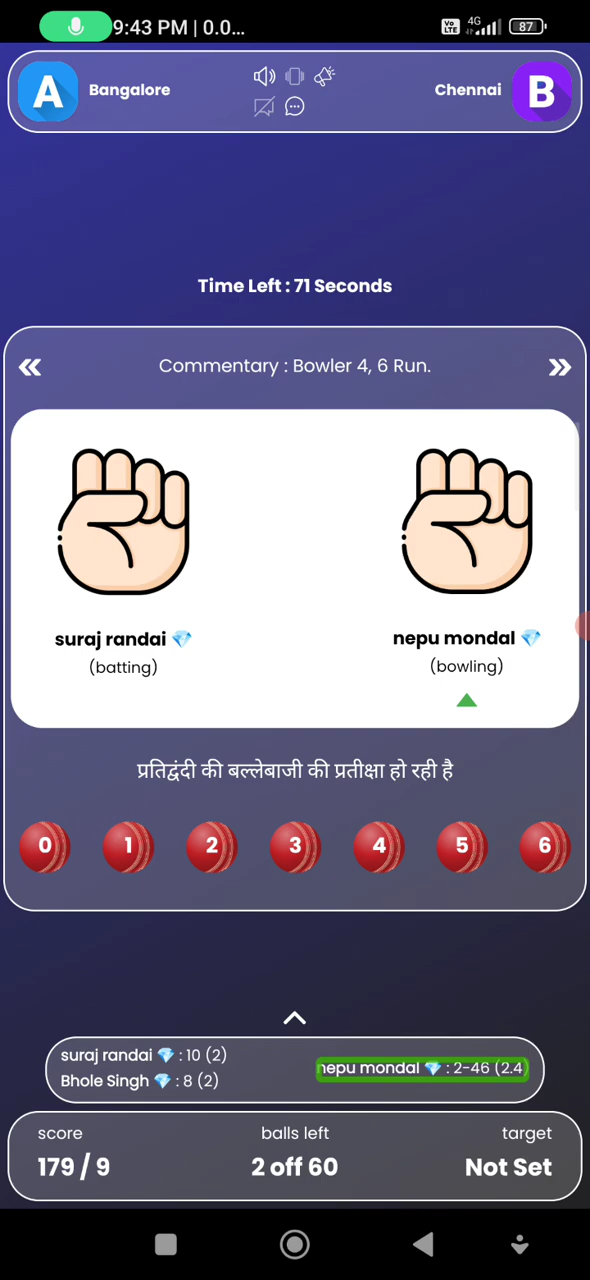 9:43 PM | 0.0...
Vo LTE 4G 87
A Bangalore Chennai B
Time Left : 71 Seconds
Commentary : Bowler 4, 6 Run.
suraj randai 💎 nepu mondal 💎
(batting) (bowling)
प्रतिद्वंदी की बल्लेबाजी की प्रतीक्षा हो रही है
0 1 2 3 4 5 6
suraj randai 💎 : 10 (2)
nepu mondal 💎 : 2-46 (2.4)
Bhole Singh 💎 : 8 (2)
score balls left target
179 / 9 2 off 60 Not Set